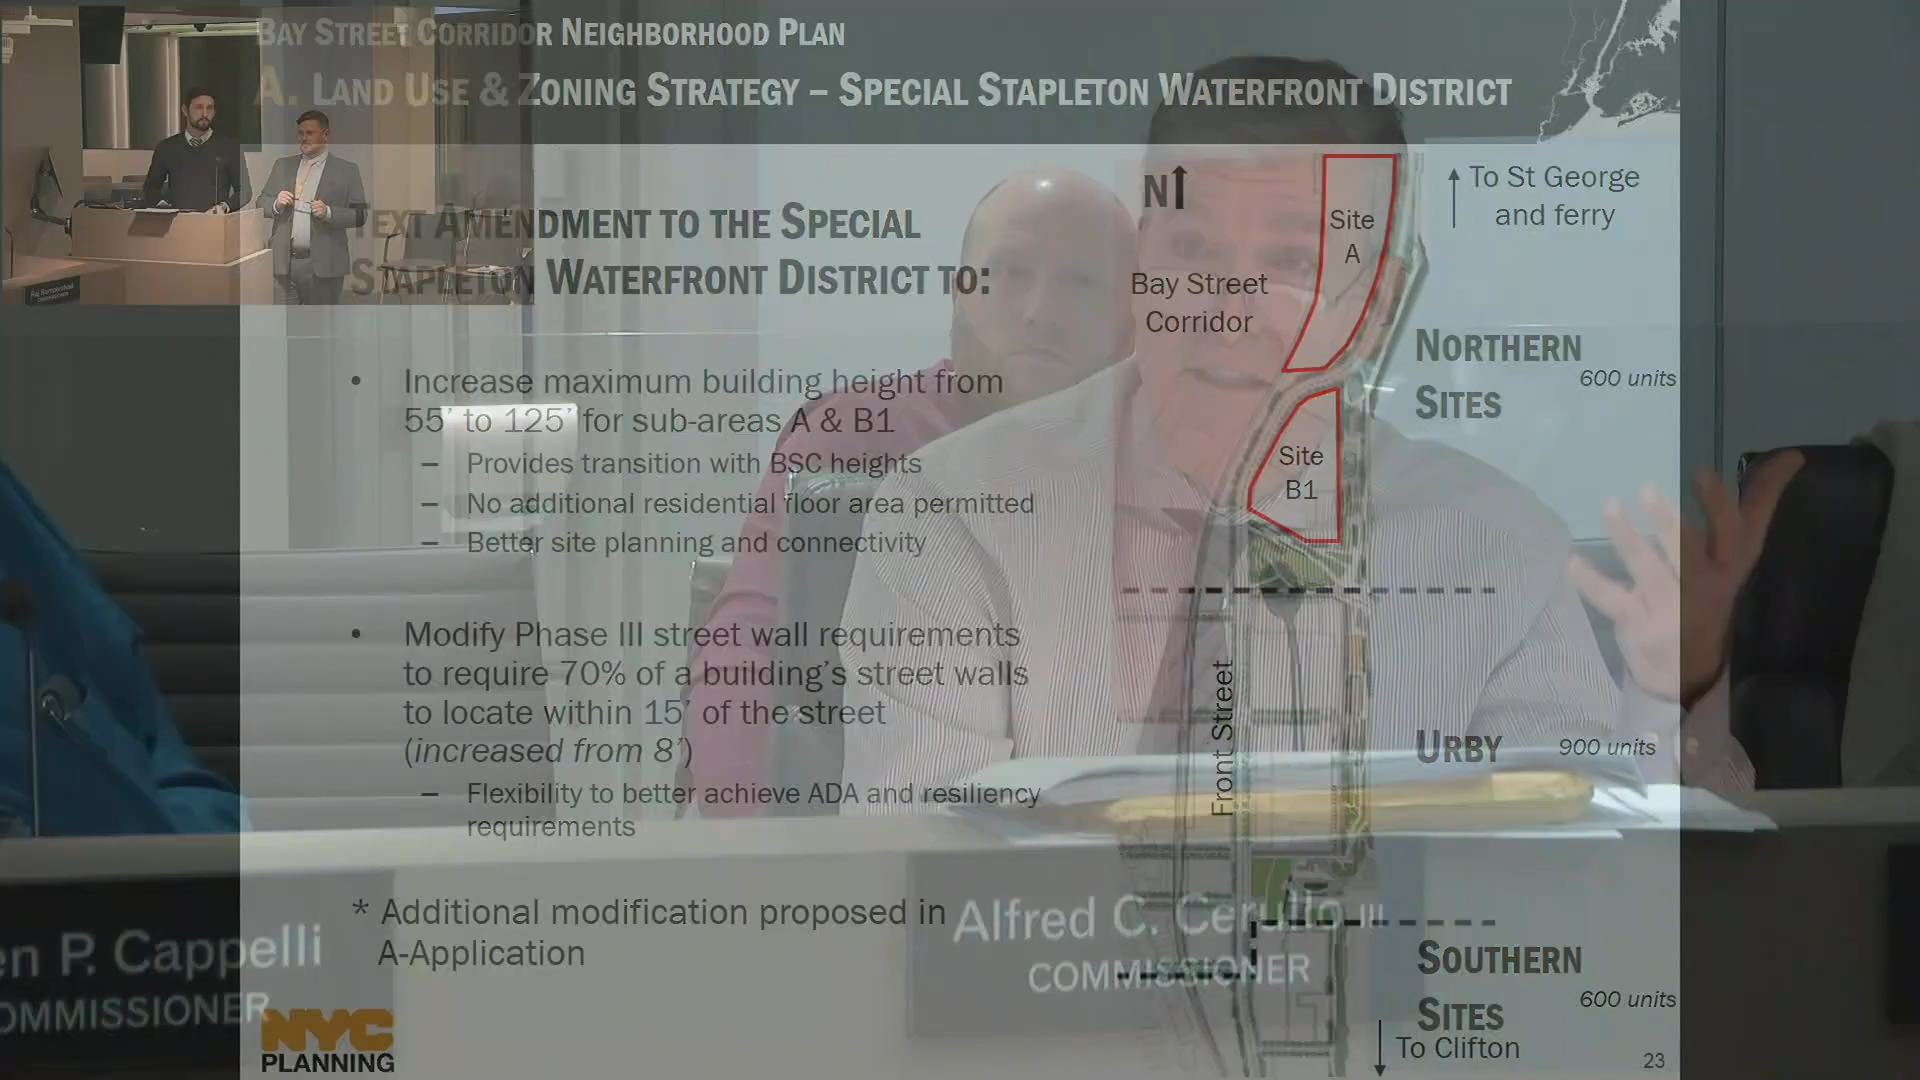 BAY STREET CORRIDOR NEIGHBORHOOD PLAN
A. LAND USE & ZONING STRATEGY – SPECIAL STAPLETON WATERFRONT DISTRICT
TEXT AMENDMENT TO THE SPECIAL
STAPLETON WATERFRONT DISTRICT TO:
• Increase maximum building height from
55' to 125' for sub-areas A & B1
– Provides transition with BSC heights
– No additional residential floor area permitted
– Better site planning and connectivity
• Modify Phase III street wall requirements
to require 70% of a building's street walls
to locate within 15' of the street
(increased from 8')
– Flexibility to better achieve ADA and resiliency
requirements
* Additional modification proposed in
A-Application
NYC
PLANNING
N
Bay Street
Corridor
Site
A
Site
B1
To St George
and ferry
NORTHERN
SITES
600 units
Front Street
URBY 900 units
SOUTHERN
SITES
600 units
To Clifton
23
en P. Cappelli
OMMISSIONER
Alfred C. Cerullo III
COMMISSIONER